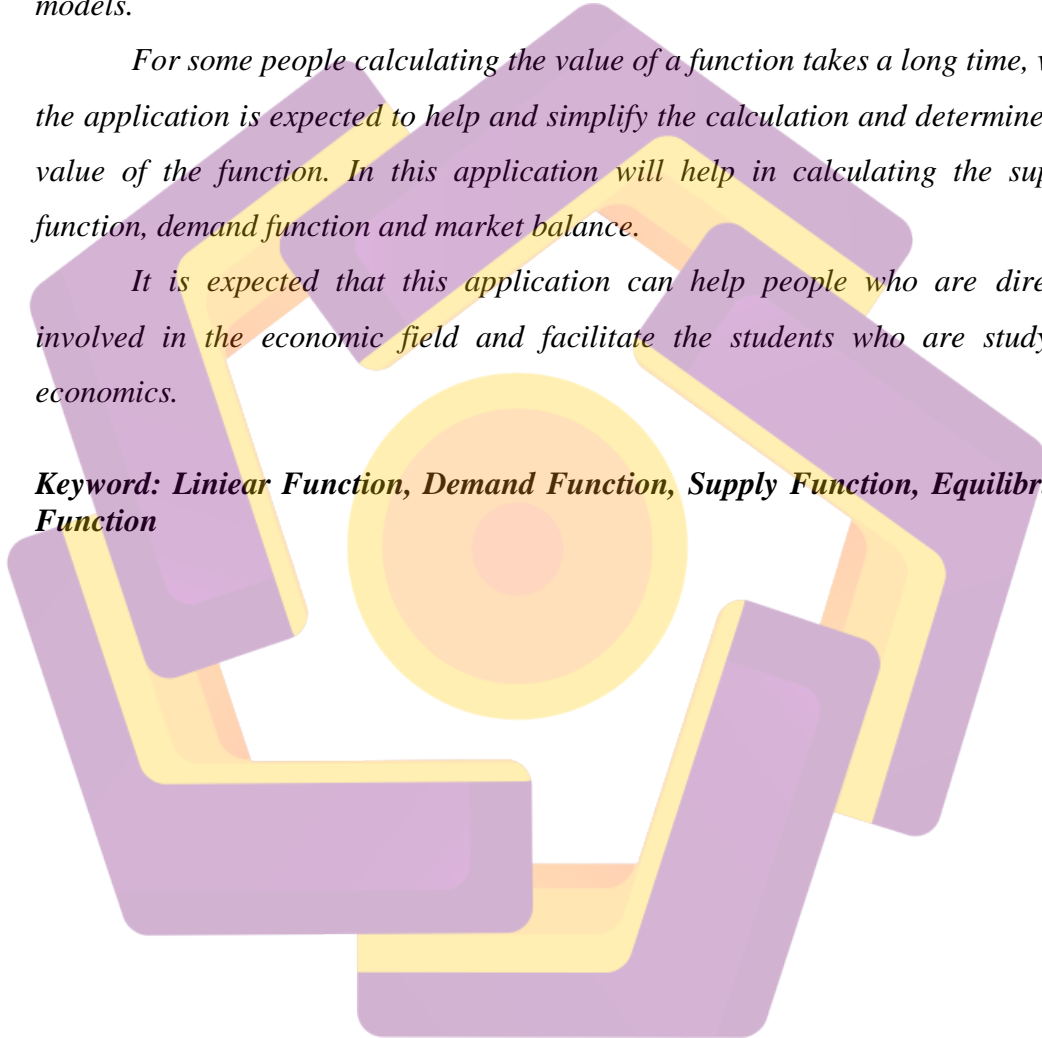 models.
For some people calculating the value of a function takes a long time,
the application is expected to help and simplify the calculation and determine
value of the function. In this application will help in calculating the
function, demand function and market balance.
It is expected that this application can help people who are
involved in the economic field and facilitate the students who are
economics.
Keyword: Liniear Function, Demand Function, Supply Function,
Function